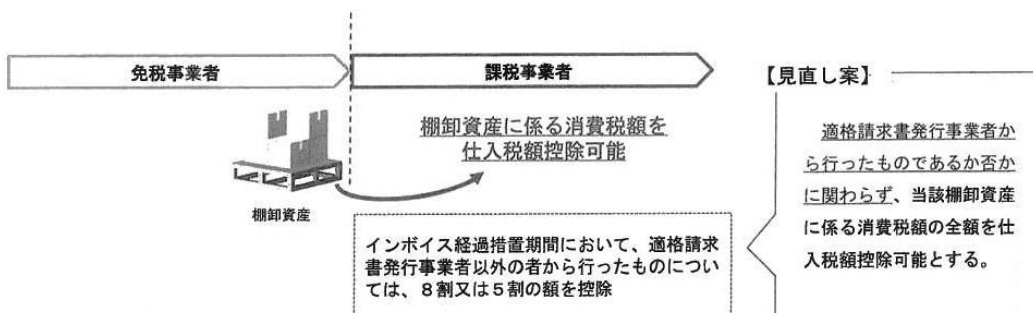 免税事業者
課税事業者
棚卸資産に係る消費税額を
仕入税額控除可能
棚卸資産
インボイス経過措置期間において、適格請求
書発行事業者以外の者から行ったものについ
ては、８割又は５割の額を控除
【見直し案】
適格請求書発行事業者か
ら行ったものであるか否か
に関わらず、当該棚卸資産
に係る消費税額の全額を仕
入税額控除可能とする。